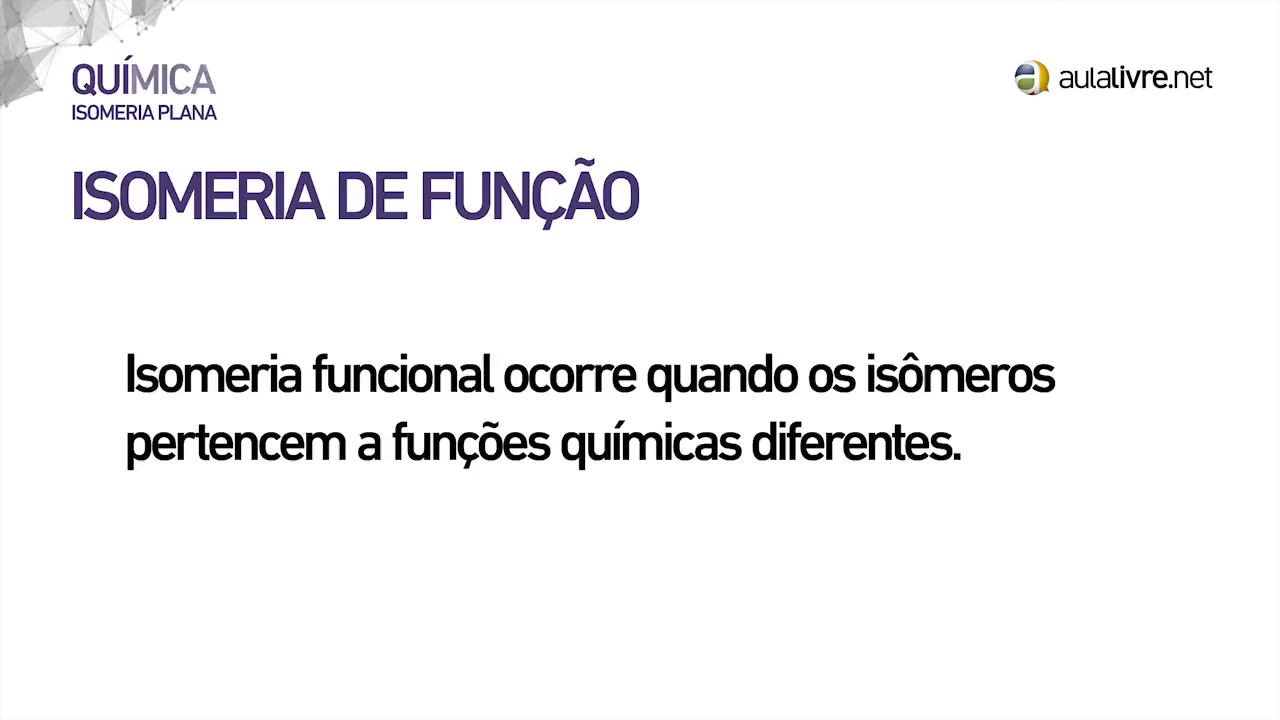 QUÍMICA
ISOMERIA PLANA
aulalivre.net
ISOMERIA DE FUNÇÃO
Isomeria funcional ocorre quando os isômeros
pertencem a funções químicas diferentes.